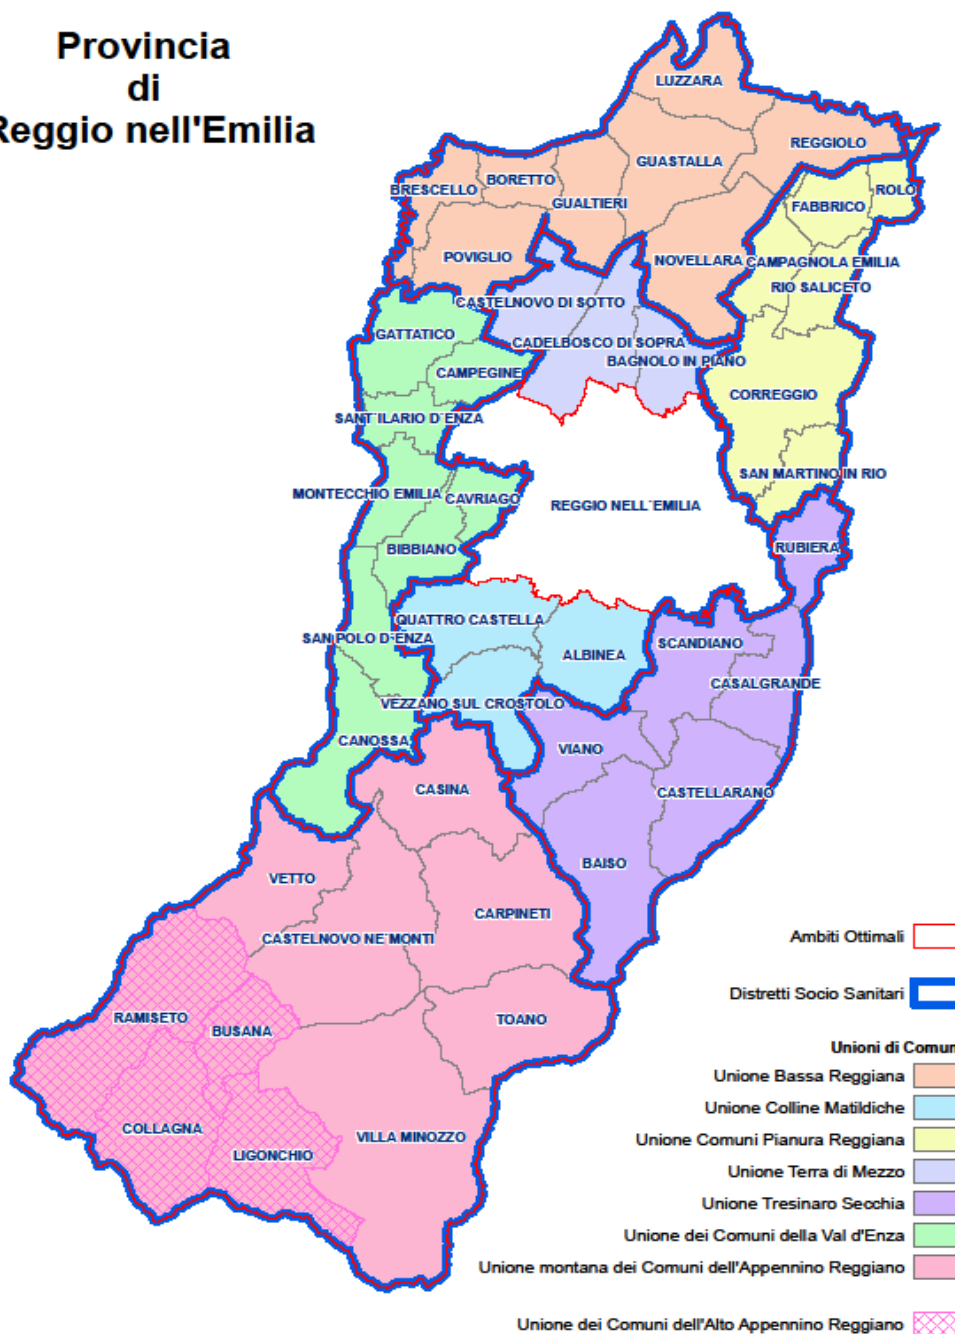 Provincia
di
Reggio nell'Emilia
LUZZARA
REGGIOLO
GUASTALLA
BORETTO
BRESCELLO
ROLO
FABBRICO
GUALTIERI
POVIGLIO
NOVELLARA
CAMPAGNOLA EMILIA
RIO SALICETO
CASTELNOVO DI SOTTO
GATTATICO
CADELBOSCO DI SOPRA
BAGNOLO IN PIANO
CAMPEGINE
CORREGGIO
SANT`ILARIO D`ENZA
SAN MARTINO IN RIO
MONTECCHIO EMILIA
CAVRIAGO
REGGIO NELL`EMILIA
BIBBIANO
RUBIERA
QUATTRO CASTELLA
SAN POLO D`ENZA
ALBINEA
SCANDIANO
CASALGRANDE
VEZZANO SUL CROSTOLO
CANOSSA
VIANO
CASINA
CASTELLARANO
BAISO
VETTO
CARPINETI
CASTELNOVO NE`MONTI
RAMISETO
BUSANA
TOANO
COLLAGNA
LIGONCHIO
VILLA MINOZZO
Ambiti Ottimali
Distretti Socio Sanitari
Unioni di Comun
Unione Bassa Reggiana
Unione Colline Matildiche
Unione Comuni Pianura Reggiana
Unione Terra di Mezzo
Unione Tresinaro Secchia
Unione dei Comuni della Val d'Enza
Unione montana dei Comuni dell'Appennino Reggiano
Unione dei Comuni dell'Alto Appennino Reggiano